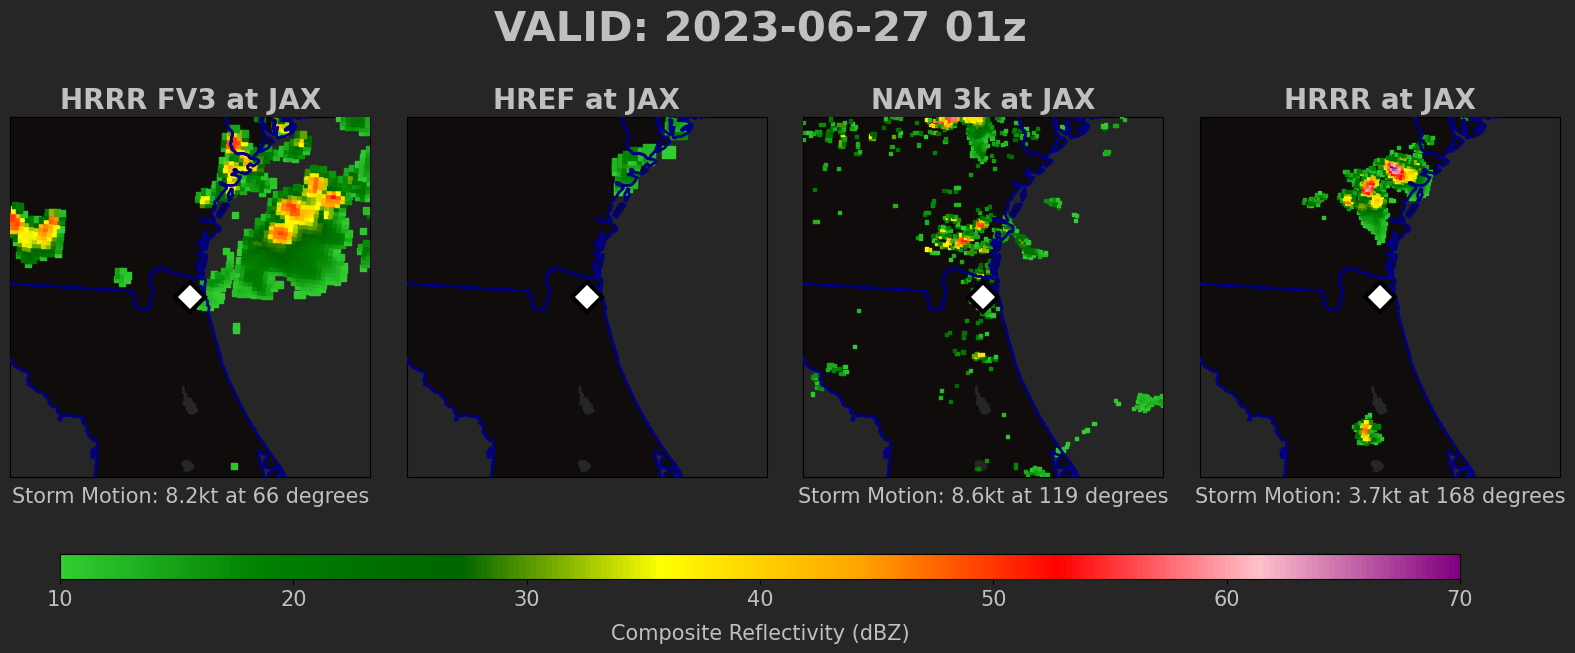 VALID: 2023-06-27 01z
HRRR FV3 at JAX
HREF at JAX
NAM 3k at JAX
HRRR at JAX
Storm Motion: 8.2kt at 66 degrees
Storm Motion: 8.6kt at 119 degrees
Storm Motion: 3.7kt at 168 degrees
10 20 30 40 50 60 70
Composite Reflectivity (dBZ)